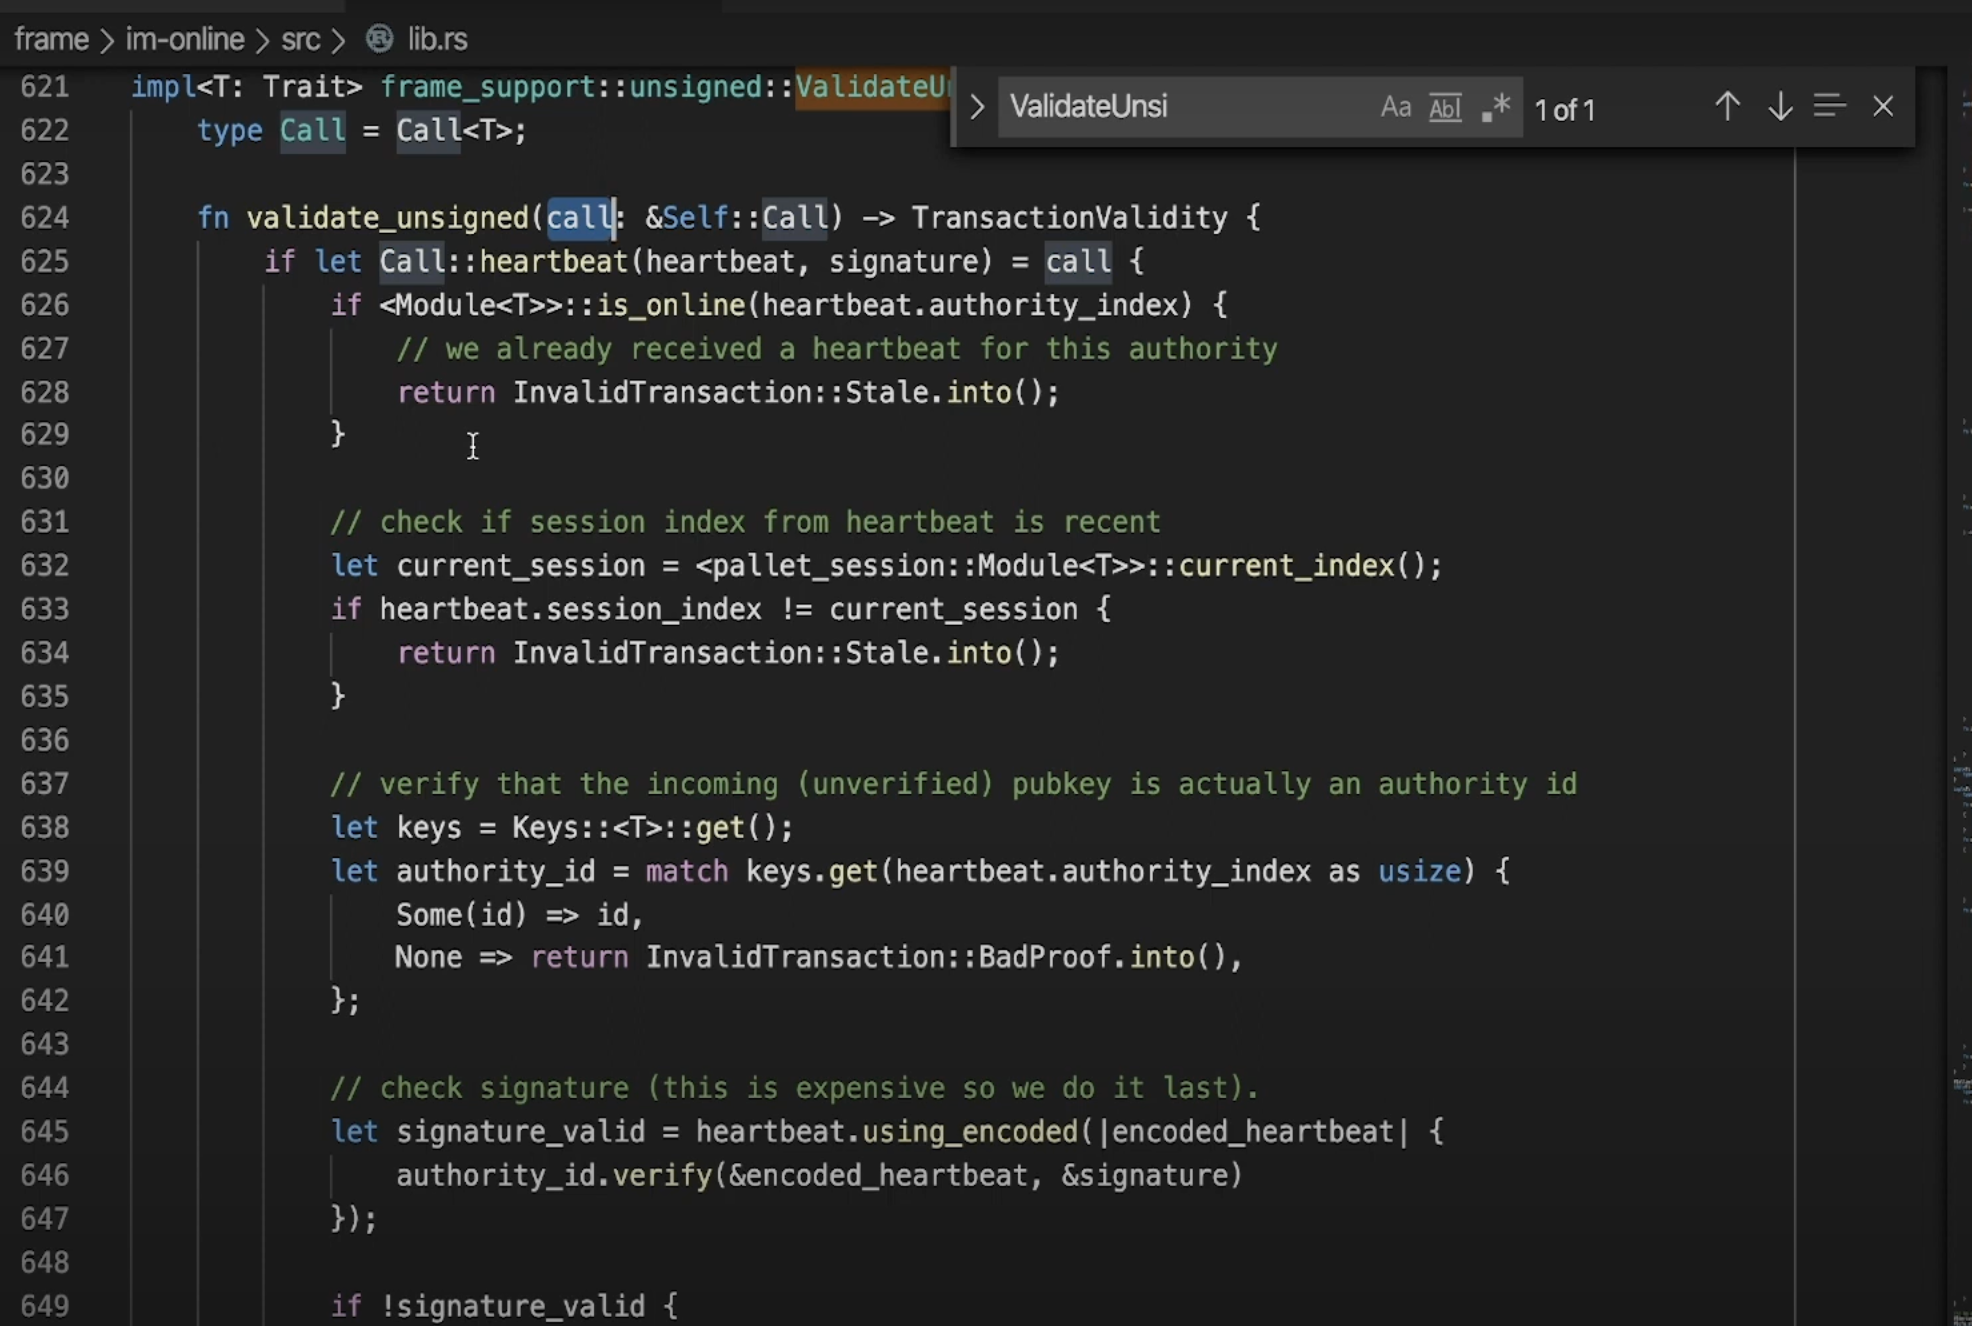 frame > im-online > src > lib.rs
ValidateUnsi Aa Abl .* 1 of 1
621 impl<T: Trait> frame_support::unsigned::ValidateU
622 type Call = Call<T>;
623
624 fn validate_unsigned(call: &Self::Call) -> TransactionValidity {
625 if let Call::heartbeat(heartbeat, signature) = call {
626 if <Module<T>>::is_online(heartbeat.authority_index) {
627 // we already received a heartbeat for this authority
628 return InvalidTransaction::Stale.into();
629 }
630
631 // check if session index from heartbeat is recent
632 let current_session = <pallet_session::Module<T>>::current_index();
633 if heartbeat.session_index != current_session {
634 return InvalidTransaction::Stale.into();
635 }
636
637 // verify that the incoming (unverified) pubkey is actually an authority id
638 let keys = Keys::<T>::get();
639 let authority_id = match keys.get(heartbeat.authority_index as usize) {
640 Some(id) => id,
641 None => return InvalidTransaction::BadProof.into(),
642 };
643
644 // check signature (this is expensive so we do it last).
645 let signature_valid = heartbeat.using_encoded(|encoded_heartbeat| {
646 authority_id.verify(&encoded_heartbeat, &signature)
647 });
648
649 if !signature_valid {